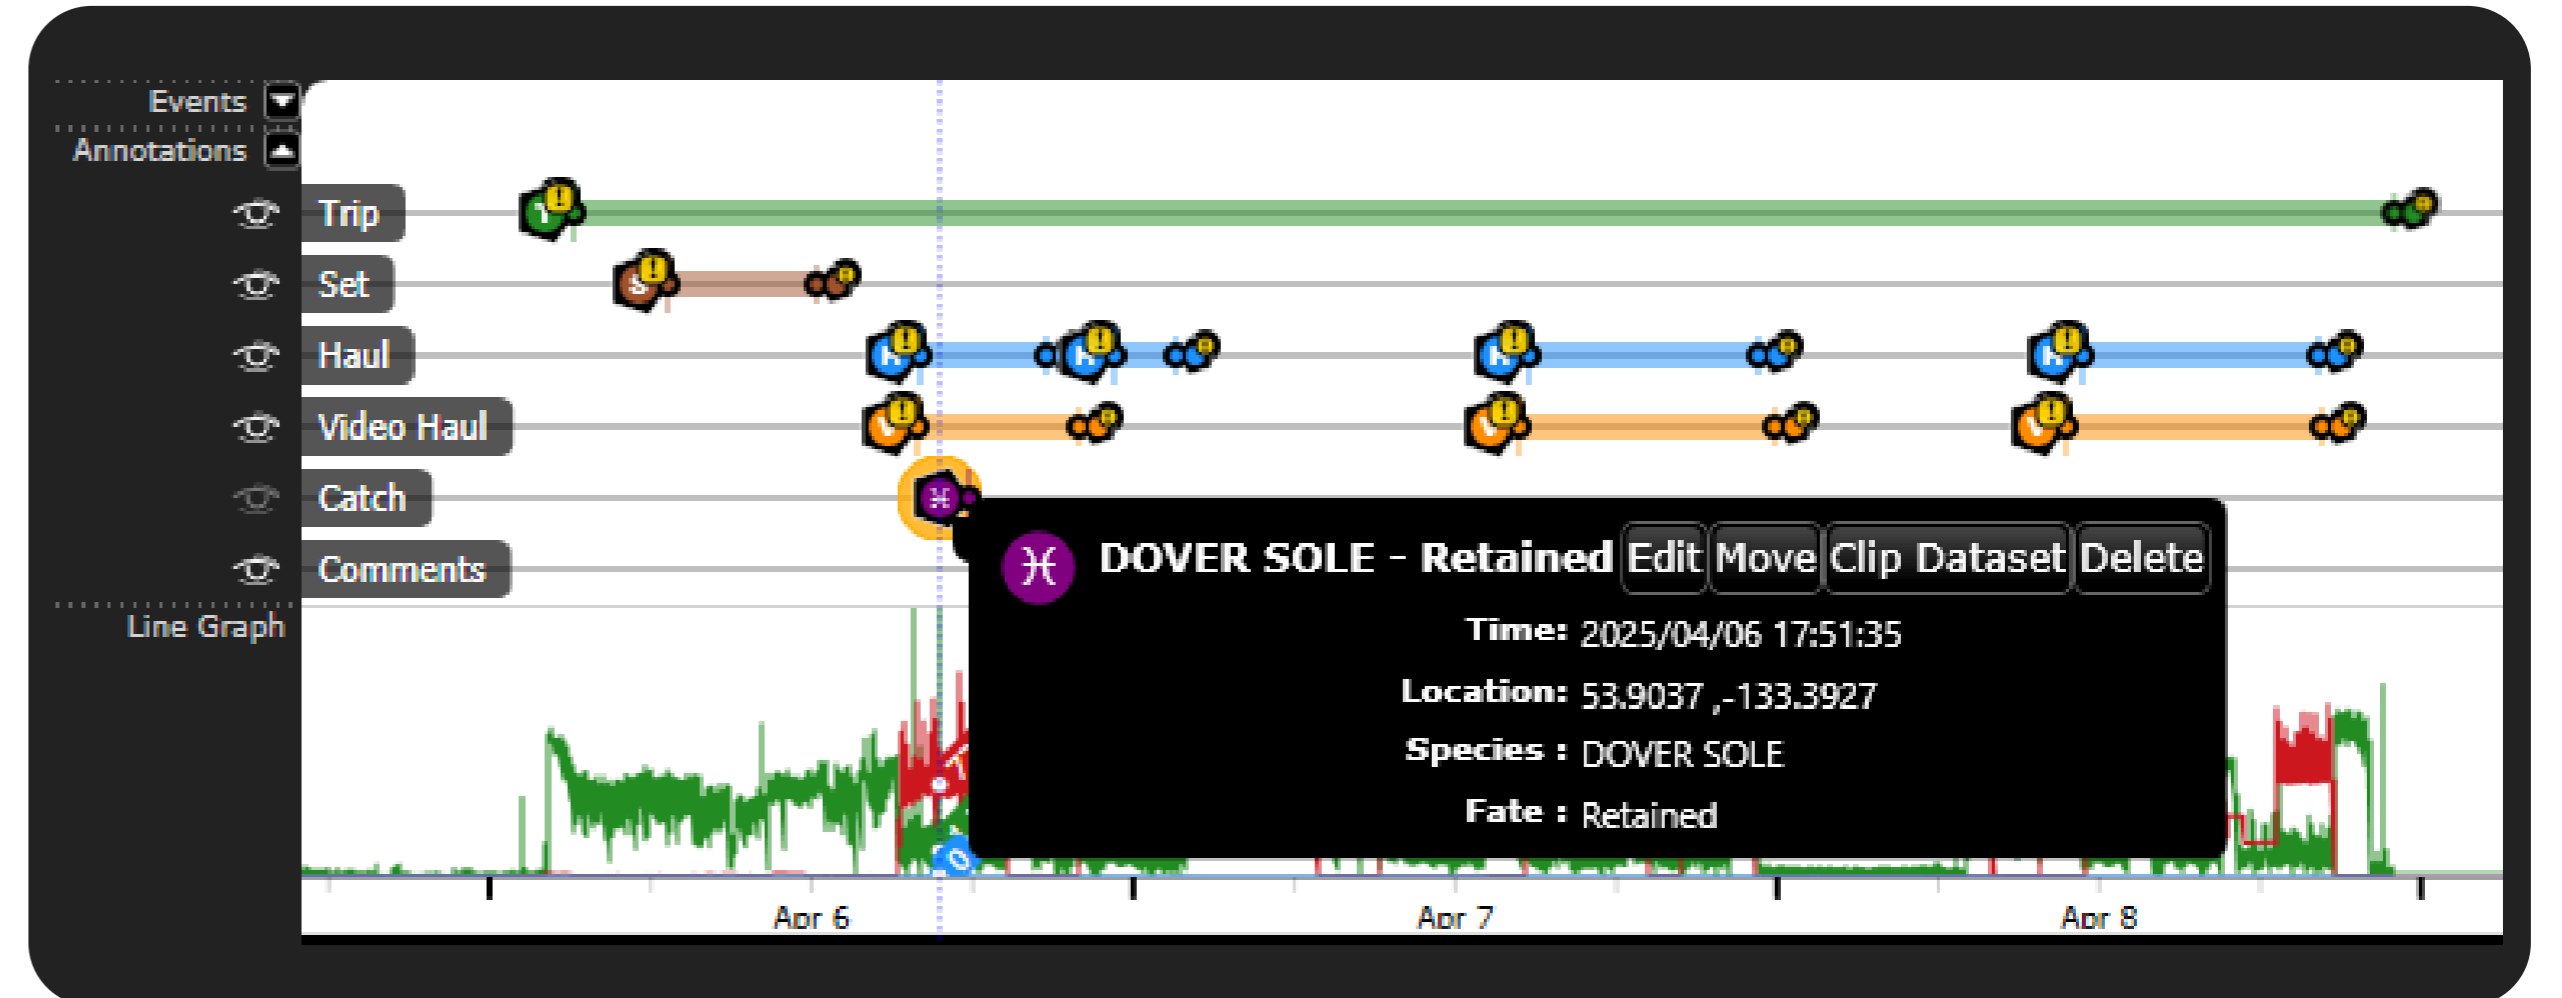 Events
Annotations
Trip
Set
Haul
Video Haul
Catch
Comments
Line Graph
DOVER SOLE - Retained Edit Move Clip Dataset Delete
Time: 2025/04/06 17:51:35
Location: 53.9037 ,-133.3927
Species : DOVER SOLE
Fate : Retained
Apr 6 Apr 7 Apr 8